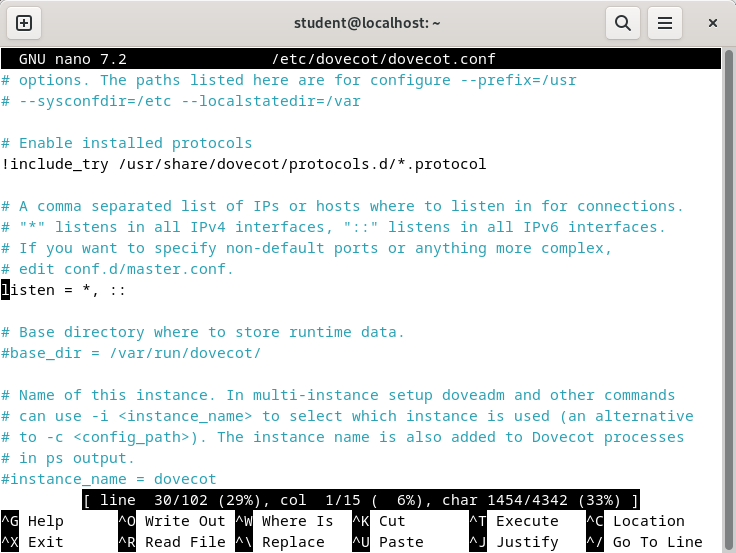 student@localhost: ~
GNU nano 7.2 /etc/dovecot/dovecot.conf
# options. The paths listed here are for configure --prefix=/usr
# --sysconfdir=/etc --localstatedir=/var
# Enable installed protocols
!include_try /usr/share/dovecot/protocols.d/*.protocol
# A comma separated list of IPs or hosts where to listen in for connections.
# "*" listens in all IPv4 interfaces, "::" listens in all IPv6 interfaces.
# If you want to specify non-default ports or anything more complex,
# edit conf.d/master.conf.
listen = *, ::
# Base directory where to store runtime data.
#base_dir = /var/run/dovecot/
# Name of this instance. In multi-instance setup doveadm and other commands
# can use -i <instance_name> to select which instance is used (an alternative
# to -c <config_path>). The instance name is also added to Dovecot processes
# in ps output.
#instance_name = dovecot
[ line  30/102 (29%), col  1/15 (  6%), char 1454/4342 (33%) ]
^G Help ^O Write Out ^W Where Is ^K Cut ^T Execute ^C Location
^X Exit ^R Read File ^\ Replace ^U Paste ^J Justify ^/ Go To Line